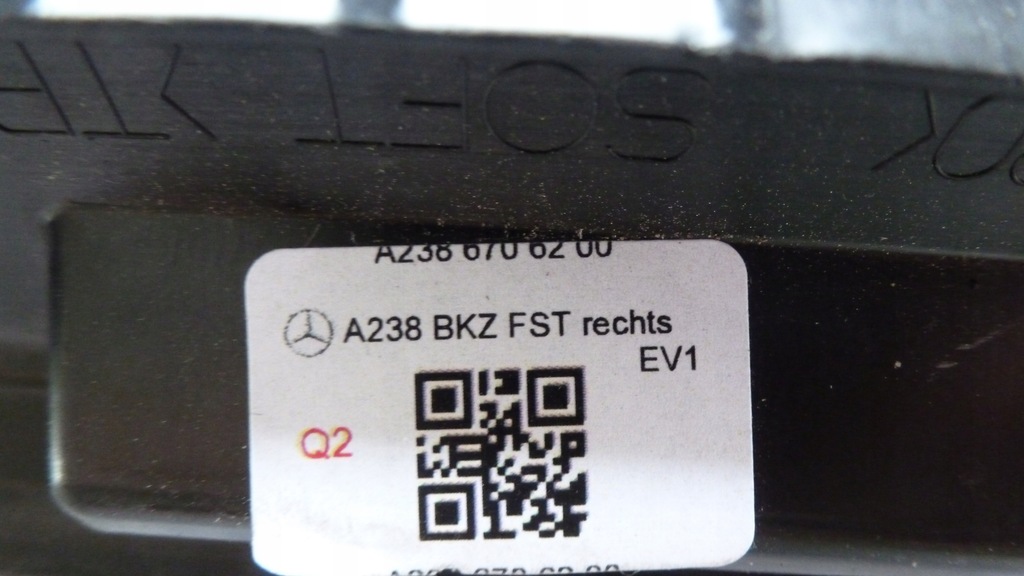 SOFT
A238 670 62 00
A238 BKZ FST rechts
EV1
Q2